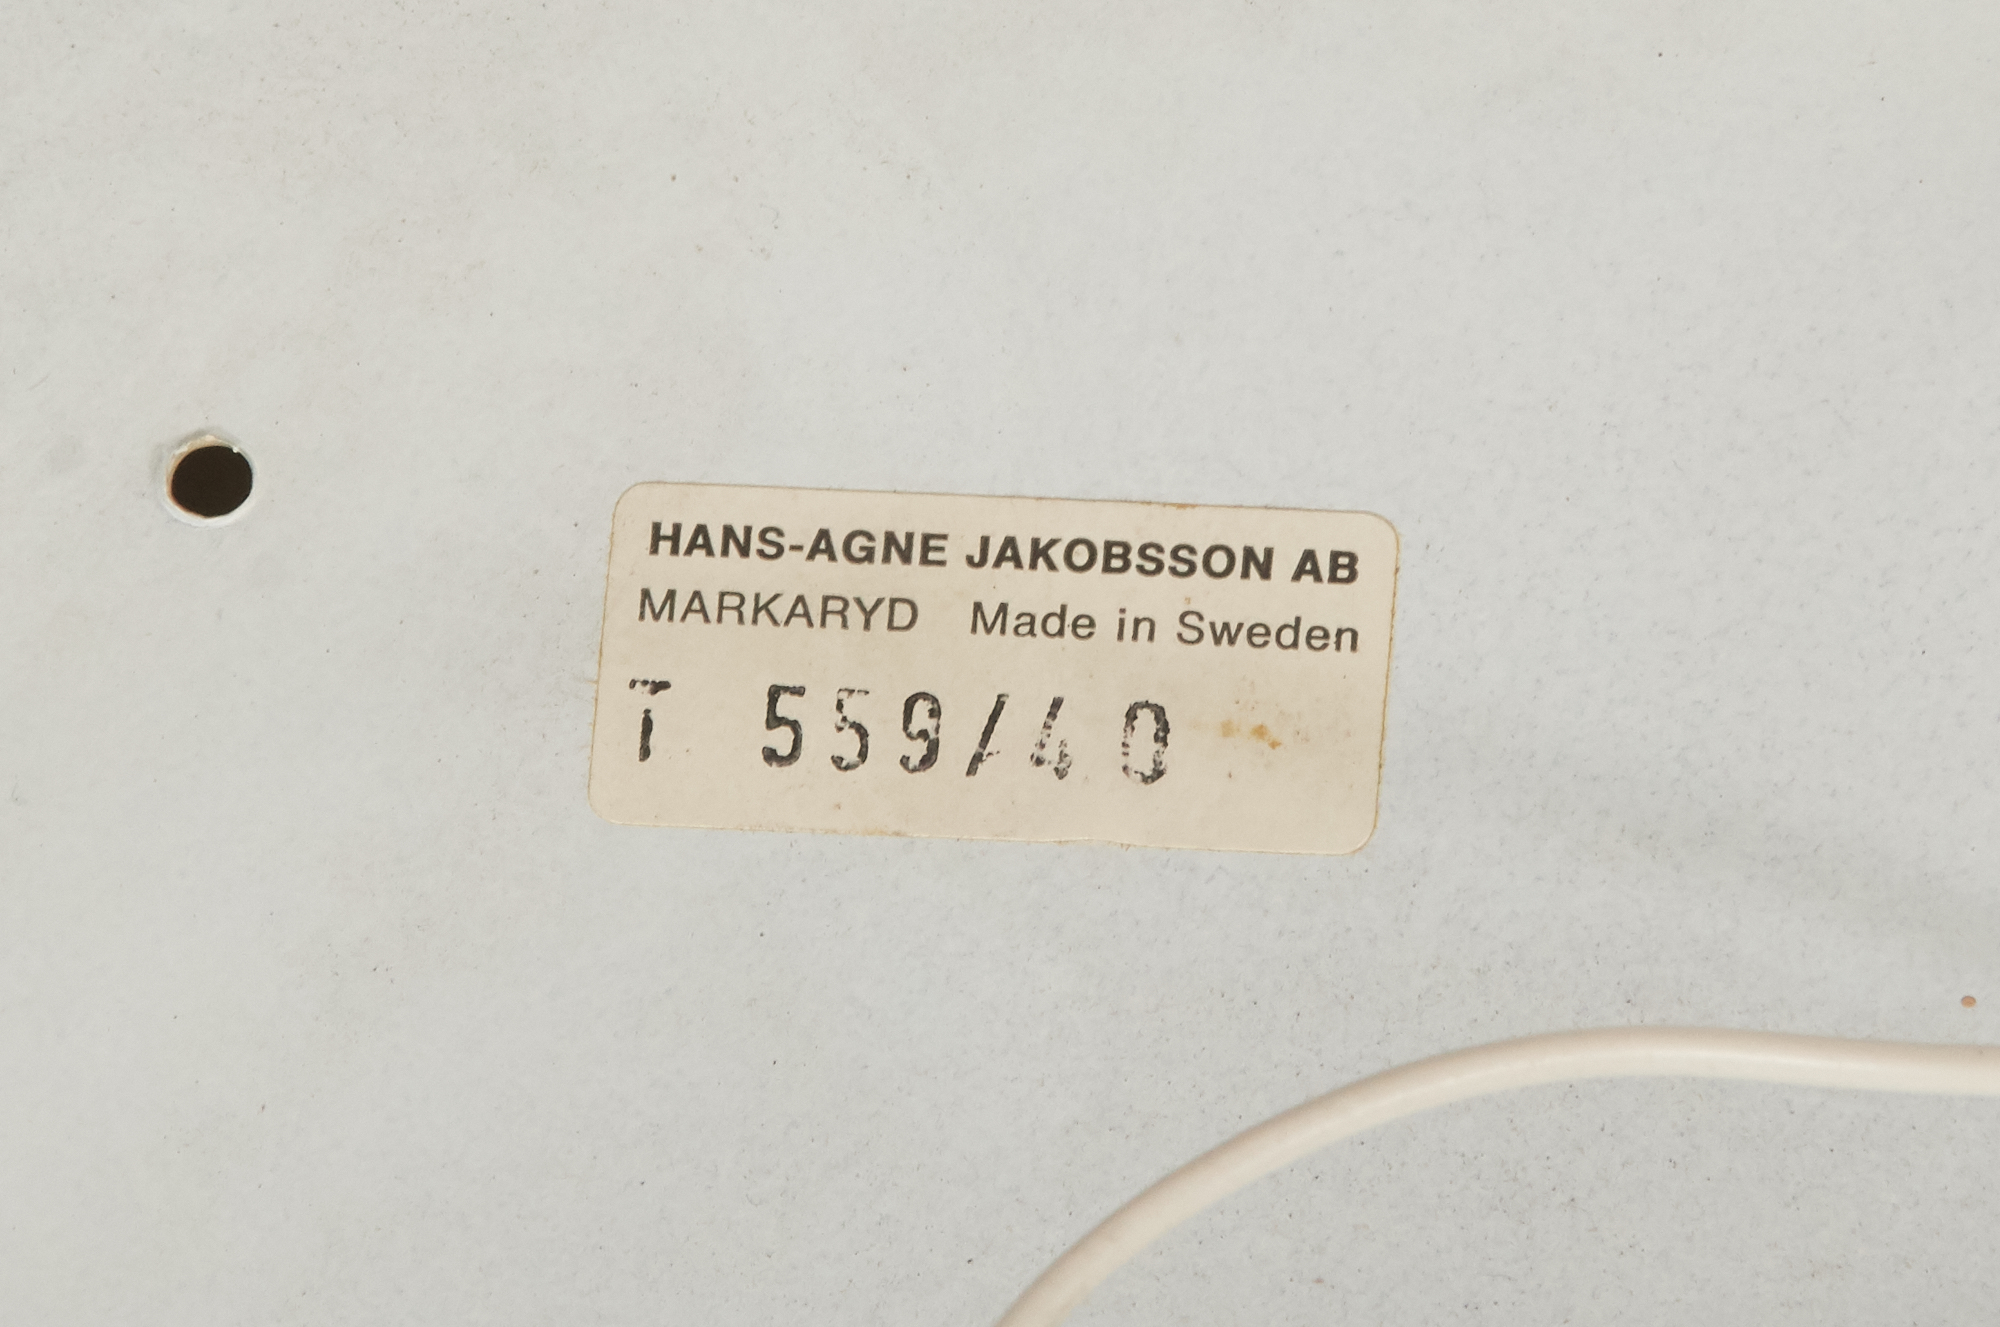 HANS-AGNE JAKOBSSON AB
MARKARYD Made in Sweden
T 559/40